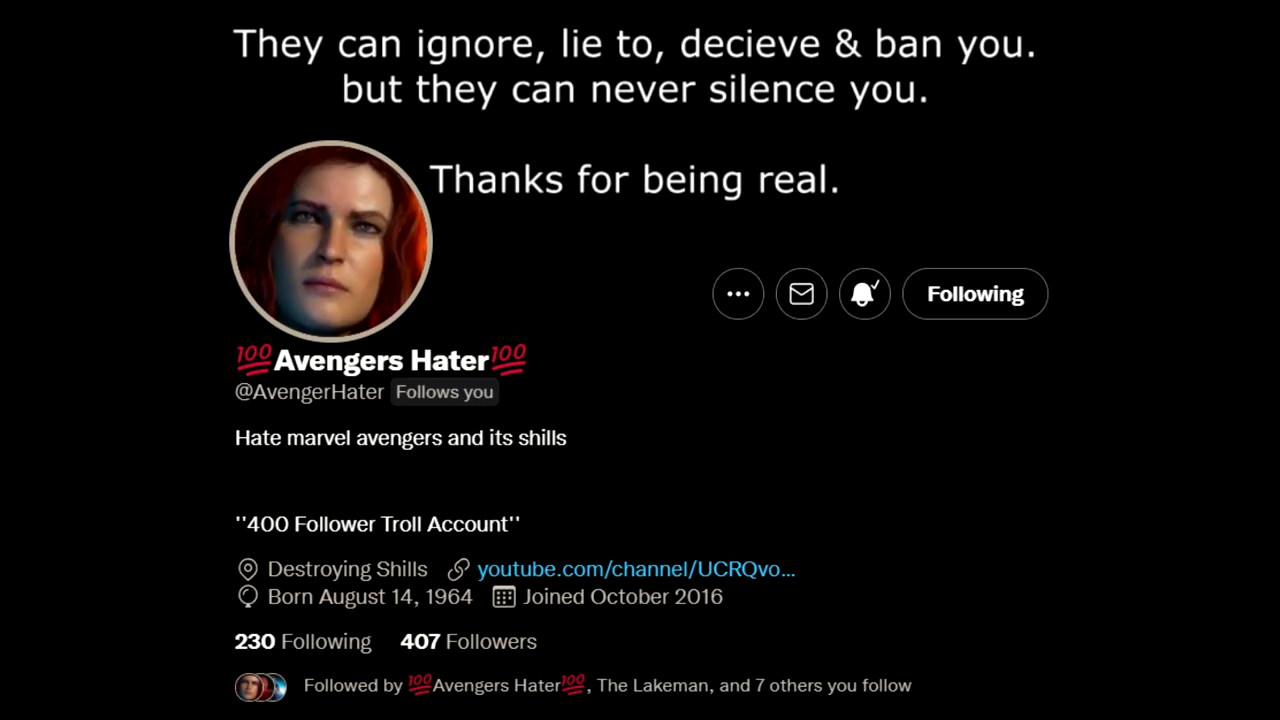 They can ignore, lie to, decieve & ban you.
but they can never silence you.
Thanks for being real.
Following
💯Avengers Hater💯
@AvengerHater Follows you
Hate marvel avengers and its shills
''400 Follower Troll Account''
Destroying Shills youtube.com/channel/UCRQvo...
Born August 14, 1964 Joined October 2016
230 Following 407 Followers
Followed by 💯Avengers Hater💯, The Lakeman, and 7 others you follow